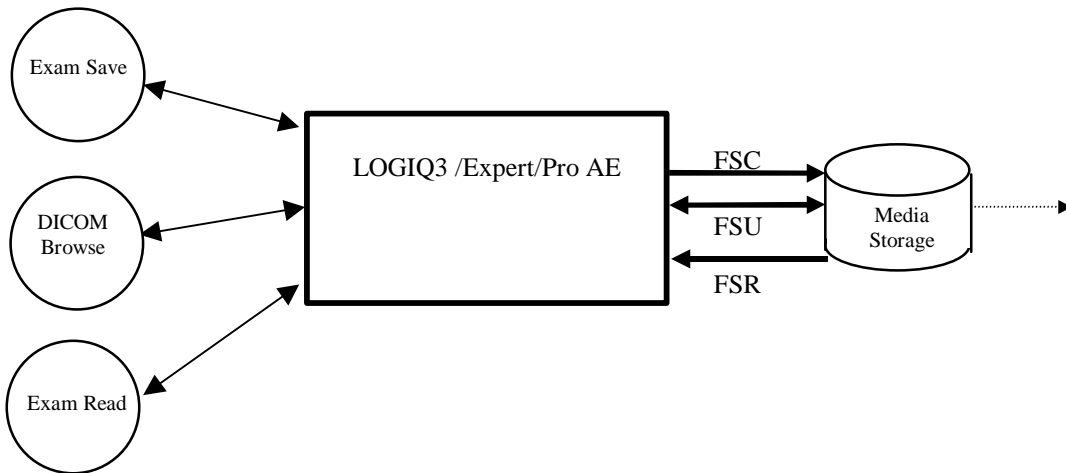 Exam Save
LOGIQ3 /Expert/Pro AE
FSC
DICOM
Browse
Media
Storage
FSU
FSR
Exam Read